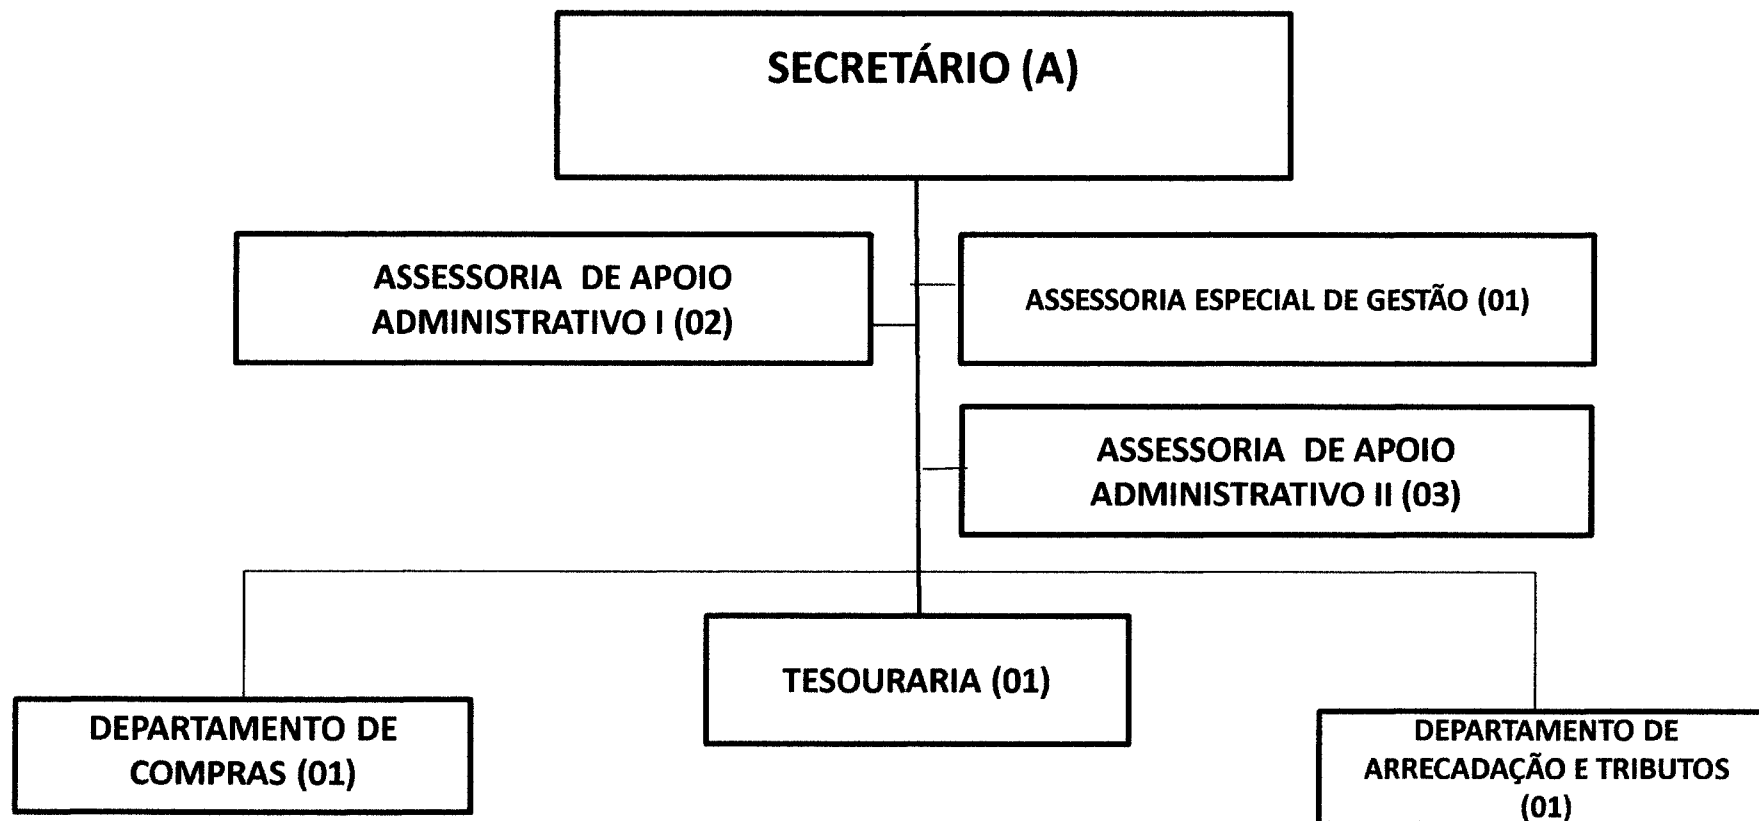 SECRETÁRIO (A)
ASSESSORIA DE APOIO
ADMINISTRATIVO I (02)
ASSESSORIA ESPECIAL DE GESTÃO (01)
ASSESSORIA DE APOIO
ADMINISTRATIVO II (03)
TESOURARIA (01)
DEPARTAMENTO DE
COMPRAS (01)
DEPARTAMENTO DE
ARRECADAÇÃO E TRIBUTOS
(01)